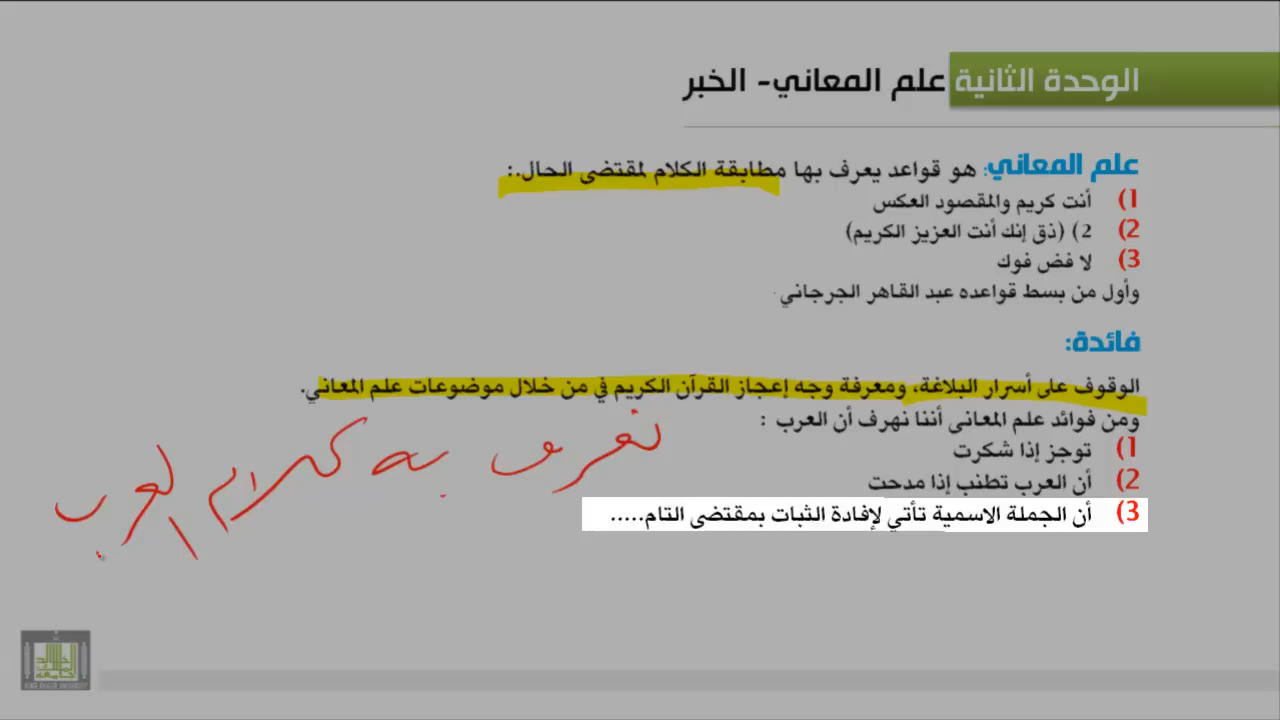 الوحدة الثانية علم المعاني- الخبر
علم المعاني: هو قواعد يعرف بها مطابقة الكلام لمقتضى الحال.:
1) أنت كريم والمقصود العكس
2) 2) (ذق إنك أنت العزيز الكريم)
3) لا فض فوك
وأول من بسط قواعده عبد القاهر الجرجاني.
فائدة:
الوقوف على أسرار البلاغة، ومعرفة وجه إعجاز القرآن الكريم في من خلال موضوعات علم المعاني.
ومن فوائد علم المعانى أننا نهرف أن العرب :
1) توجز إذا شكرت
2) أن العرب تطنب إذا مدحت
3) أن الجملة الاسمية تأتي لإفادة الثبات بمقتضى التام.....
نعرف به كلام العرب